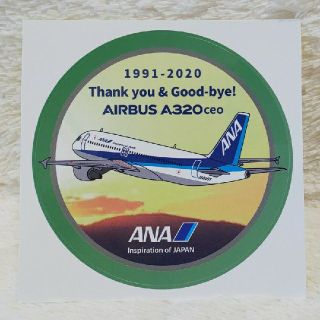 1991-2020
Thank you & Good-bye!
AIRBUS A320ceo
ANA
ANA
Inspiration of JAPAN